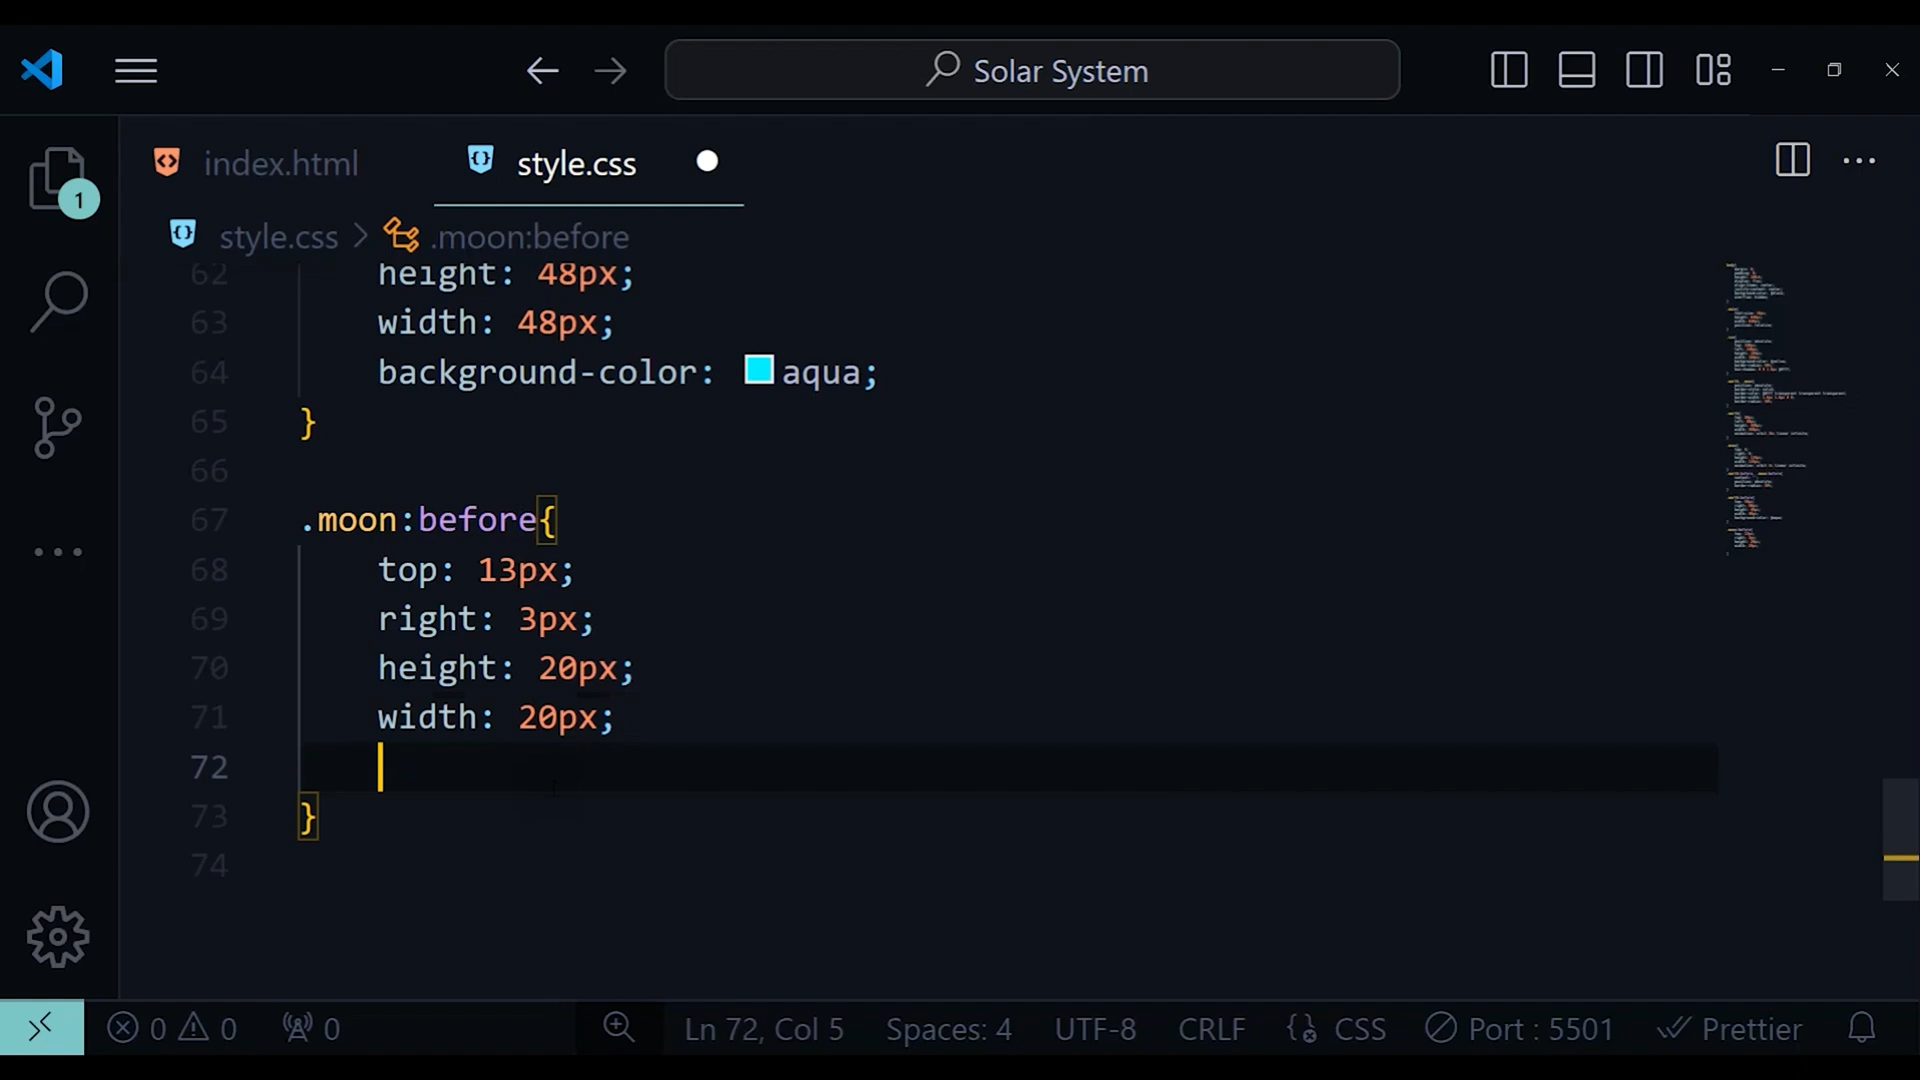 Solar System
index.html
style.css
1
style.css > .moon:before
62 height: 48px;
63 width: 48px;
64 background-color: aqua;
65 }
66
67 .moon:before{
68 top: 13px;
69 right: 3px;
70 height: 20px;
71 width: 20px;
72
73 }
74
0 0 0 Ln 72, Col 5 Spaces: 4 UTF-8 CRLF CSS Port : 5501 Prettier